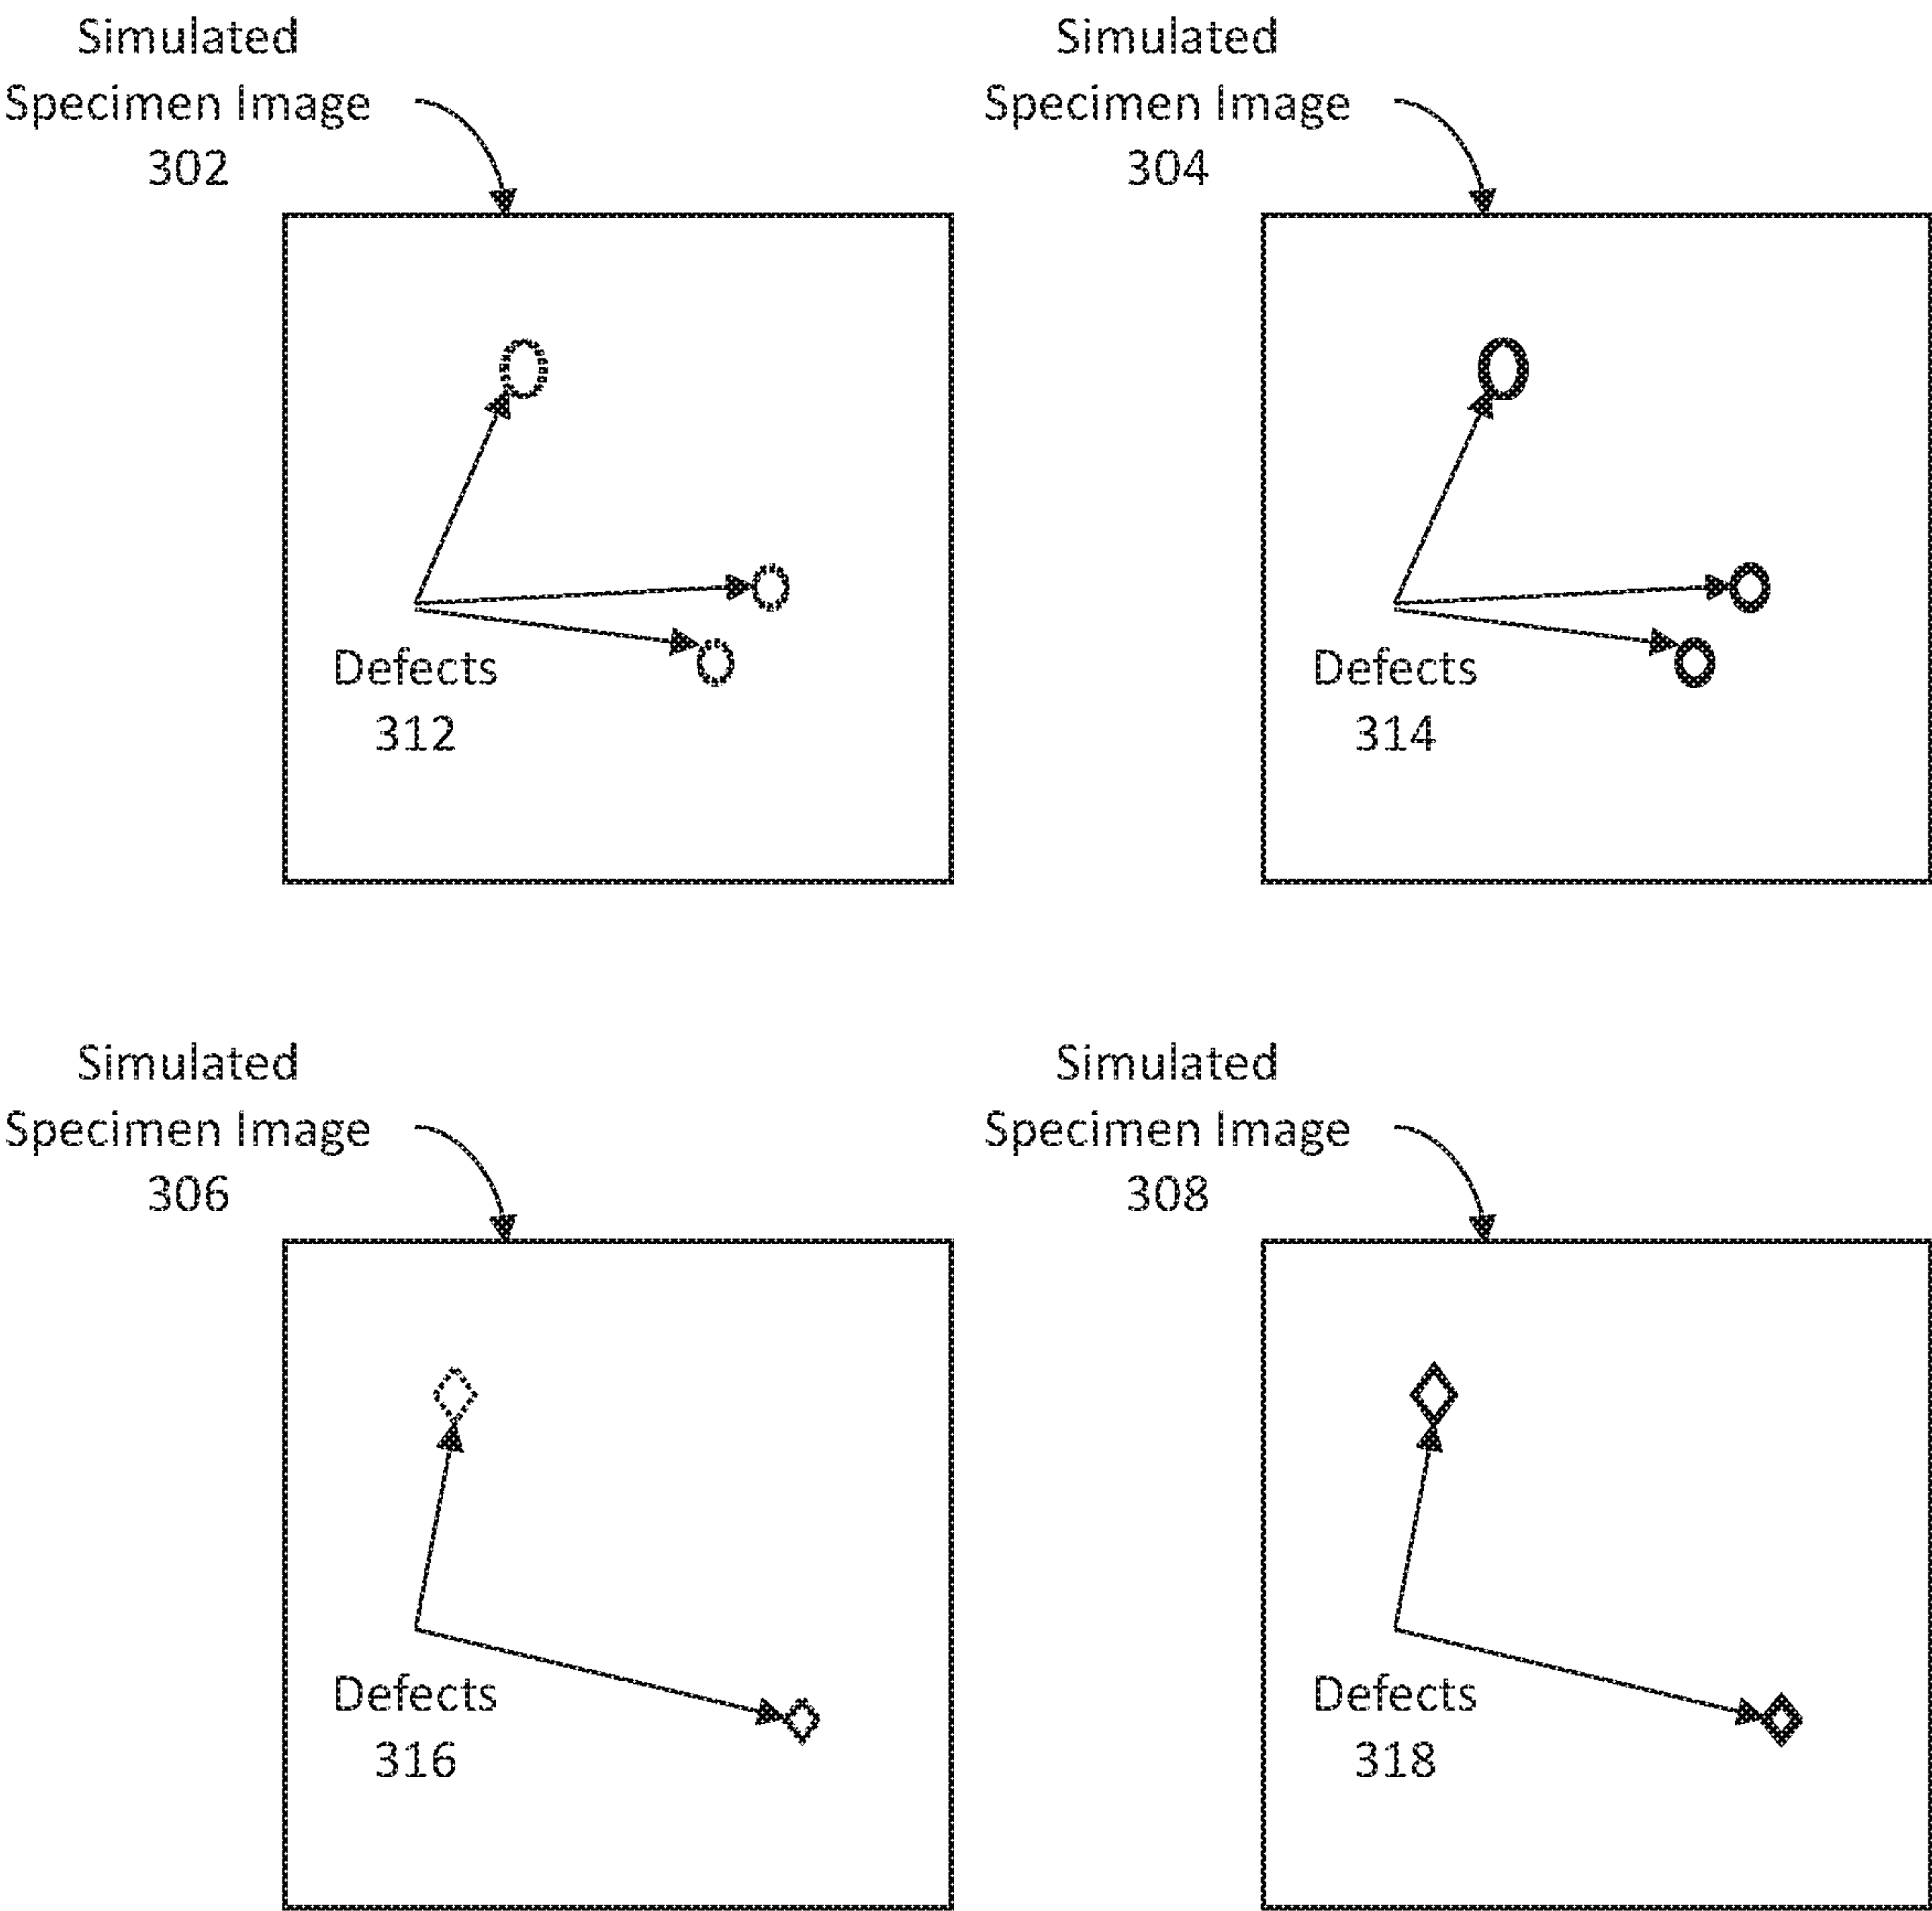 Simulated
Specimen Image
302
Defects
312
Simulated
Specimen Image
304
Defects
314
Simulated
Specimen Image
306
Defects
316
Simulated
Specimen Image
308
Defects
318